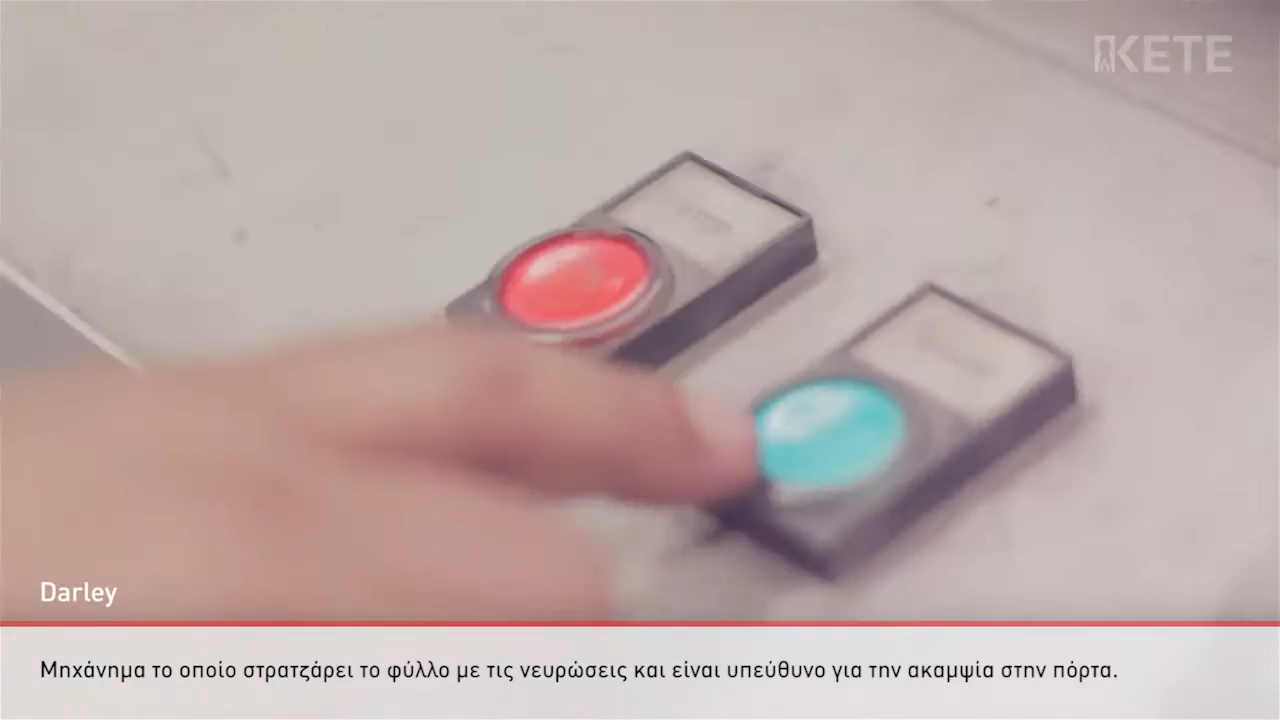 KETE
Darley
Μηχάνημα το οποίο στρατζάρει το φύλλο με τις νευρώσεις και είναι υπεύθυνο για την ακαμψία στην πόρτα.